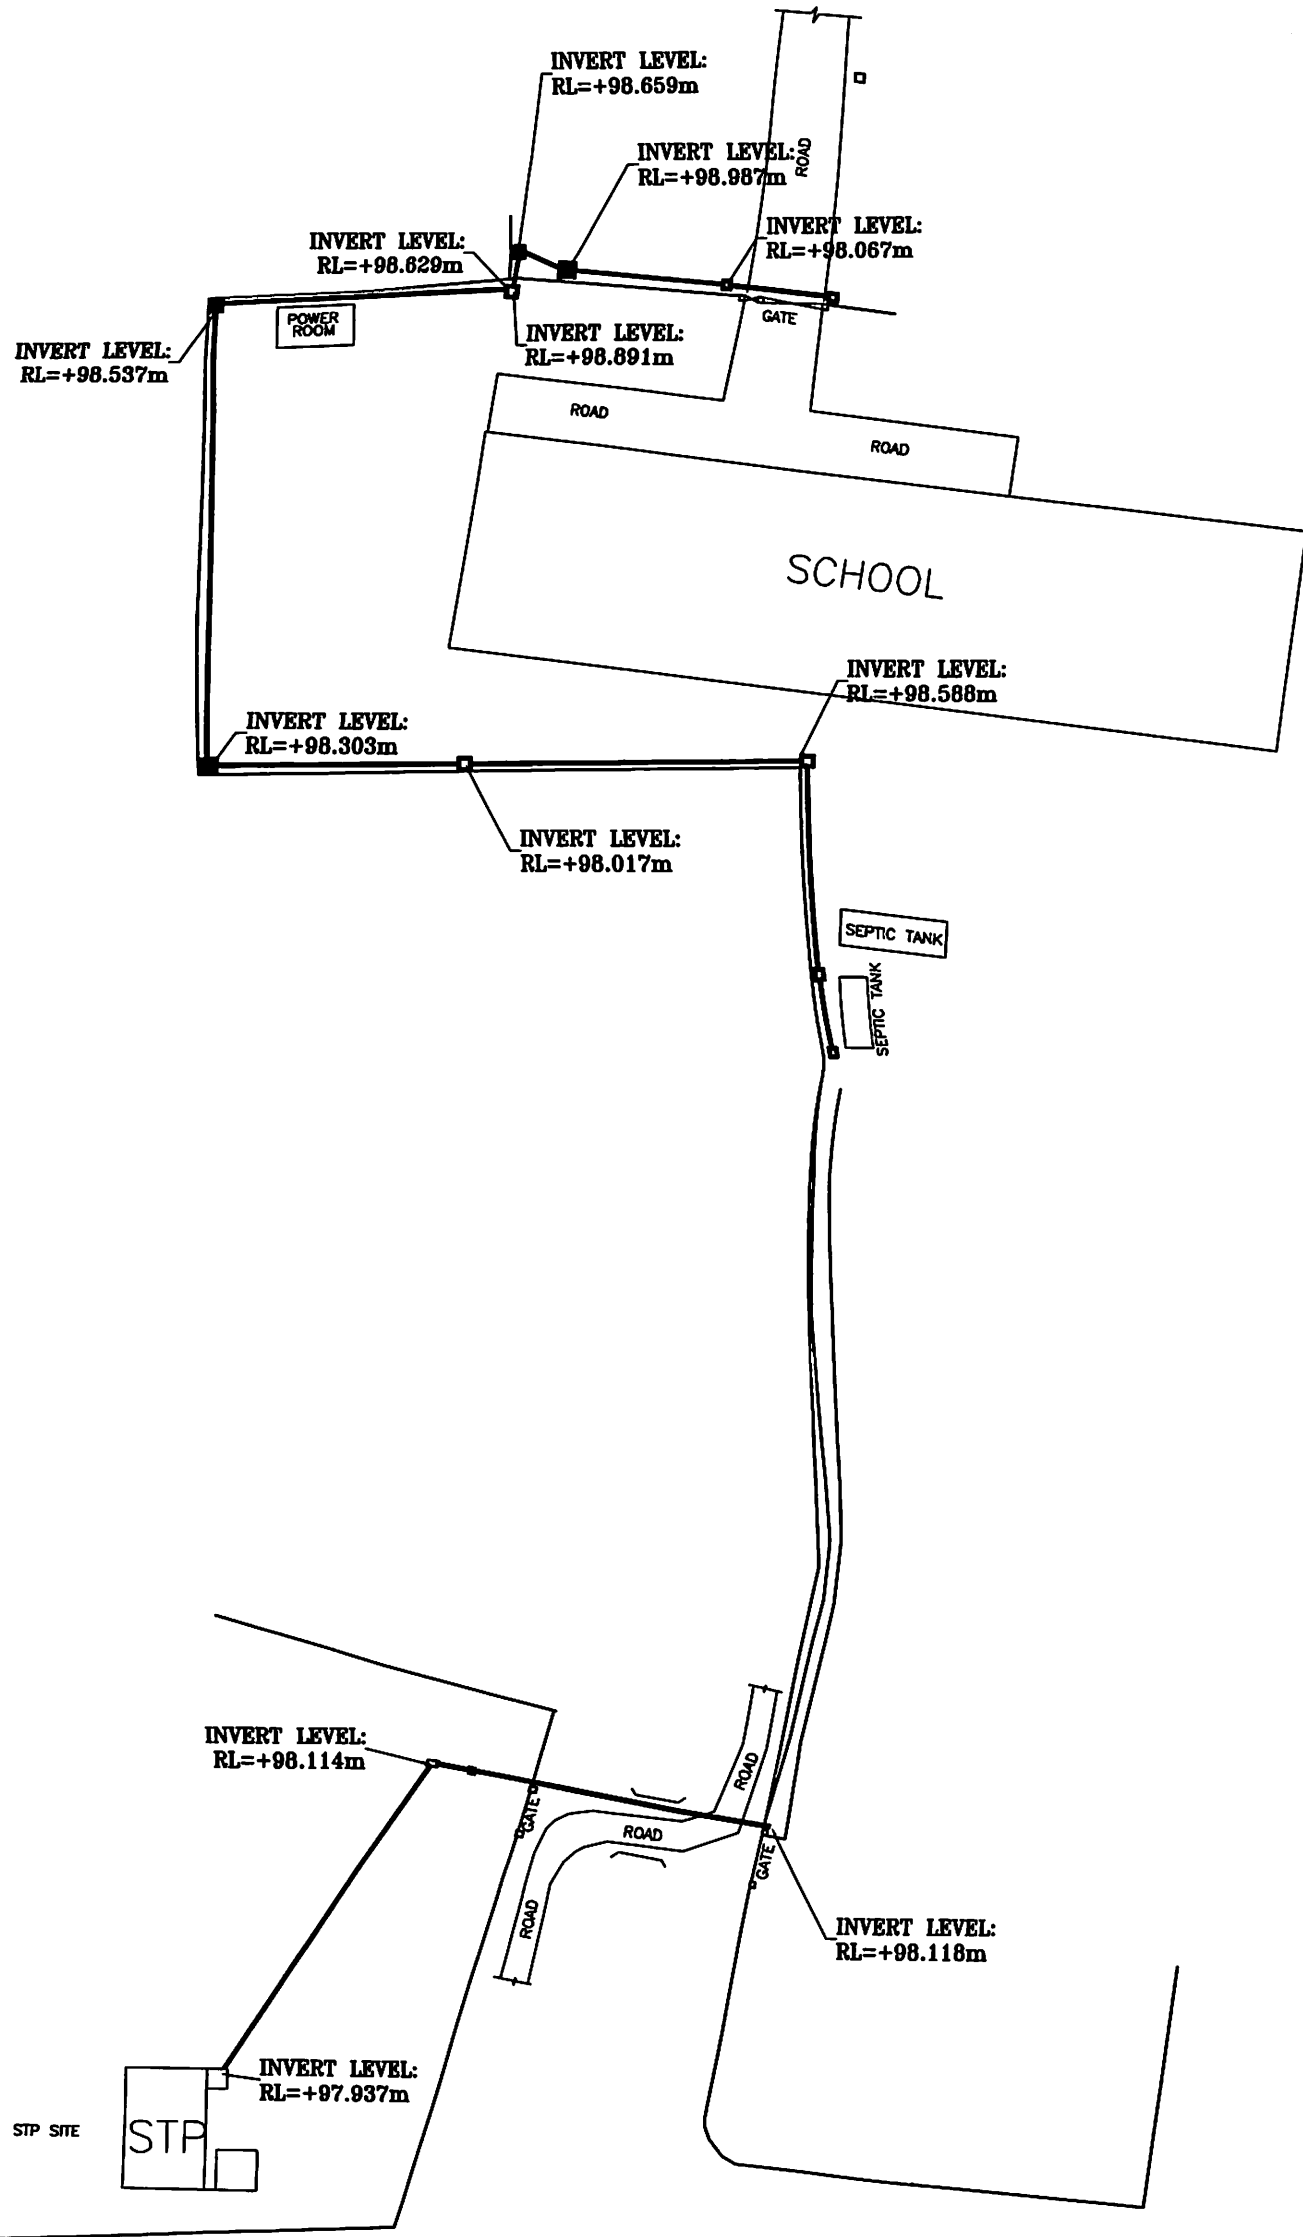 INVERT LEVEL:
RL=+98.659m
INVERT LEVEL:
RL=+98.987m
ROAD
INVERT LEVEL:
RL=+98.067m
INVERT LEVEL:
RL=+98.629m
POWER
ROOM
GATE
INVERT LEVEL:
RL=+98.891m
INVERT LEVEL:
RL=+98.537m
ROAD
ROAD
SCHOOL
INVERT LEVEL:
RL=+98.588m
INVERT LEVEL:
RL=+98.303m
INVERT LEVEL:
RL=+98.017m
SEPTIC TANK
SEPTIC TANK
INVERT LEVEL:
RL=+98.114m
ROAD
GATE
ROAD
GATE
ROAD
INVERT LEVEL:
RL=+98.118m
INVERT LEVEL:
RL=+97.937m
STP SITE
STP